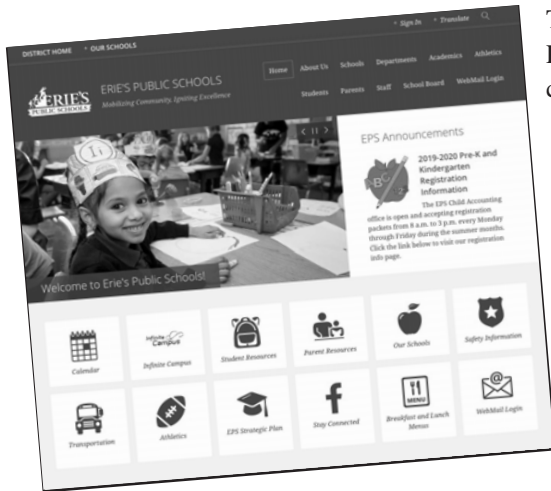 DISTRICT HOME
OUR SCHOOLS
Sign In
Translate
ERIE'S
PUBLIC SCHOOLS
ERIE'S PUBLIC SCHOOLS
Mobilizing Community, Igniting Excellence
Home
About Us
Schools
Departments
Academics
Athletics
Students
Parents
Staff
School Board
WebMail Login
Welcome to Erie's Public Schools!
EPS Announcements
ABC
2019-2020 Pre-K and
Kindergarten
Registration
Information
The EPS Child Accounting
office is open and accepting registration
packets from 8 a.m. to 3 p.m. every Monday
through Friday during the summer months.
Click the link below to visit our registration
info page.
Calendar
Infinite Campus
Infinite Campus
Student Resources
Parent Resources
Our Schools
Safety Information
Transportation
Athletics
EPS Strategic Plan
Stay Connected
MENU
Breakfast and Lunch
Menus
WebMail Login